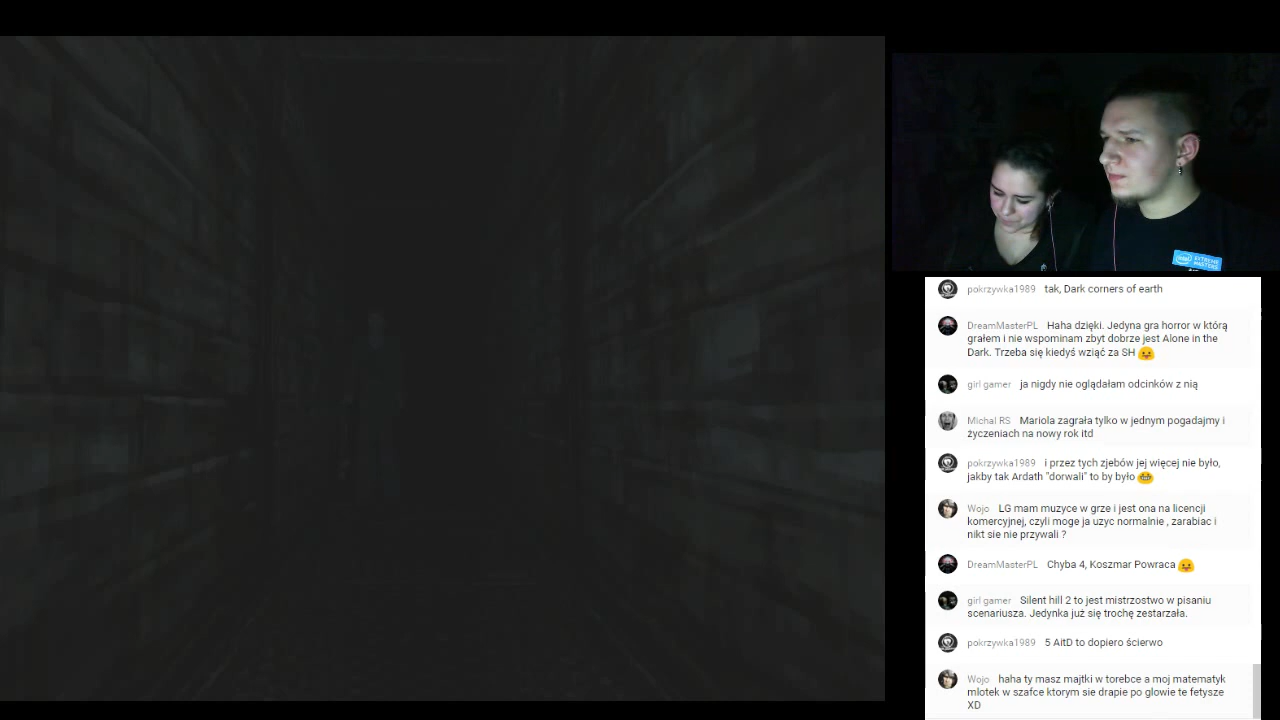 intel EXTREME
MASTERS
pokrzywka1989 tak, Dark corners of earth
DreamMasterPL Haha dzięki. Jedyna gra horror w którą
grałem i nie wspominam zbyt dobrze jest Alone in the
Dark. Trzeba się kiedyś wziąć za SH
girl gamer ja nigdy nie oglądałam odcinków z nią
Michal RS Mariola zagrała tylko w jednym pogadajmy i
życzeniach na nowy rok itd
pokrzywka1989 i przez tych zjebów jej więcej nie było,
jakby tak Ardath "dorwali" to by było
Wojo LG mam muzyce w grze i jest ona na licencji
komercyjnej, czyli moge ja uzyc normalnie , zarabiac i
nikt sie nie przywali ?
DreamMasterPL Chyba 4, Koszmar Powraca
girl gamer Silent hill 2 to jest mistrzostwo w pisaniu
scenariusza. Jedynka już się trochę zestarzała.
pokrzywka1989 5 AitD to dopiero ścierwo
Wojo haha ty masz majtki w torebce a moj matematyk
mlotek w szafce ktorym sie drapie po glowie te fetysze
XD